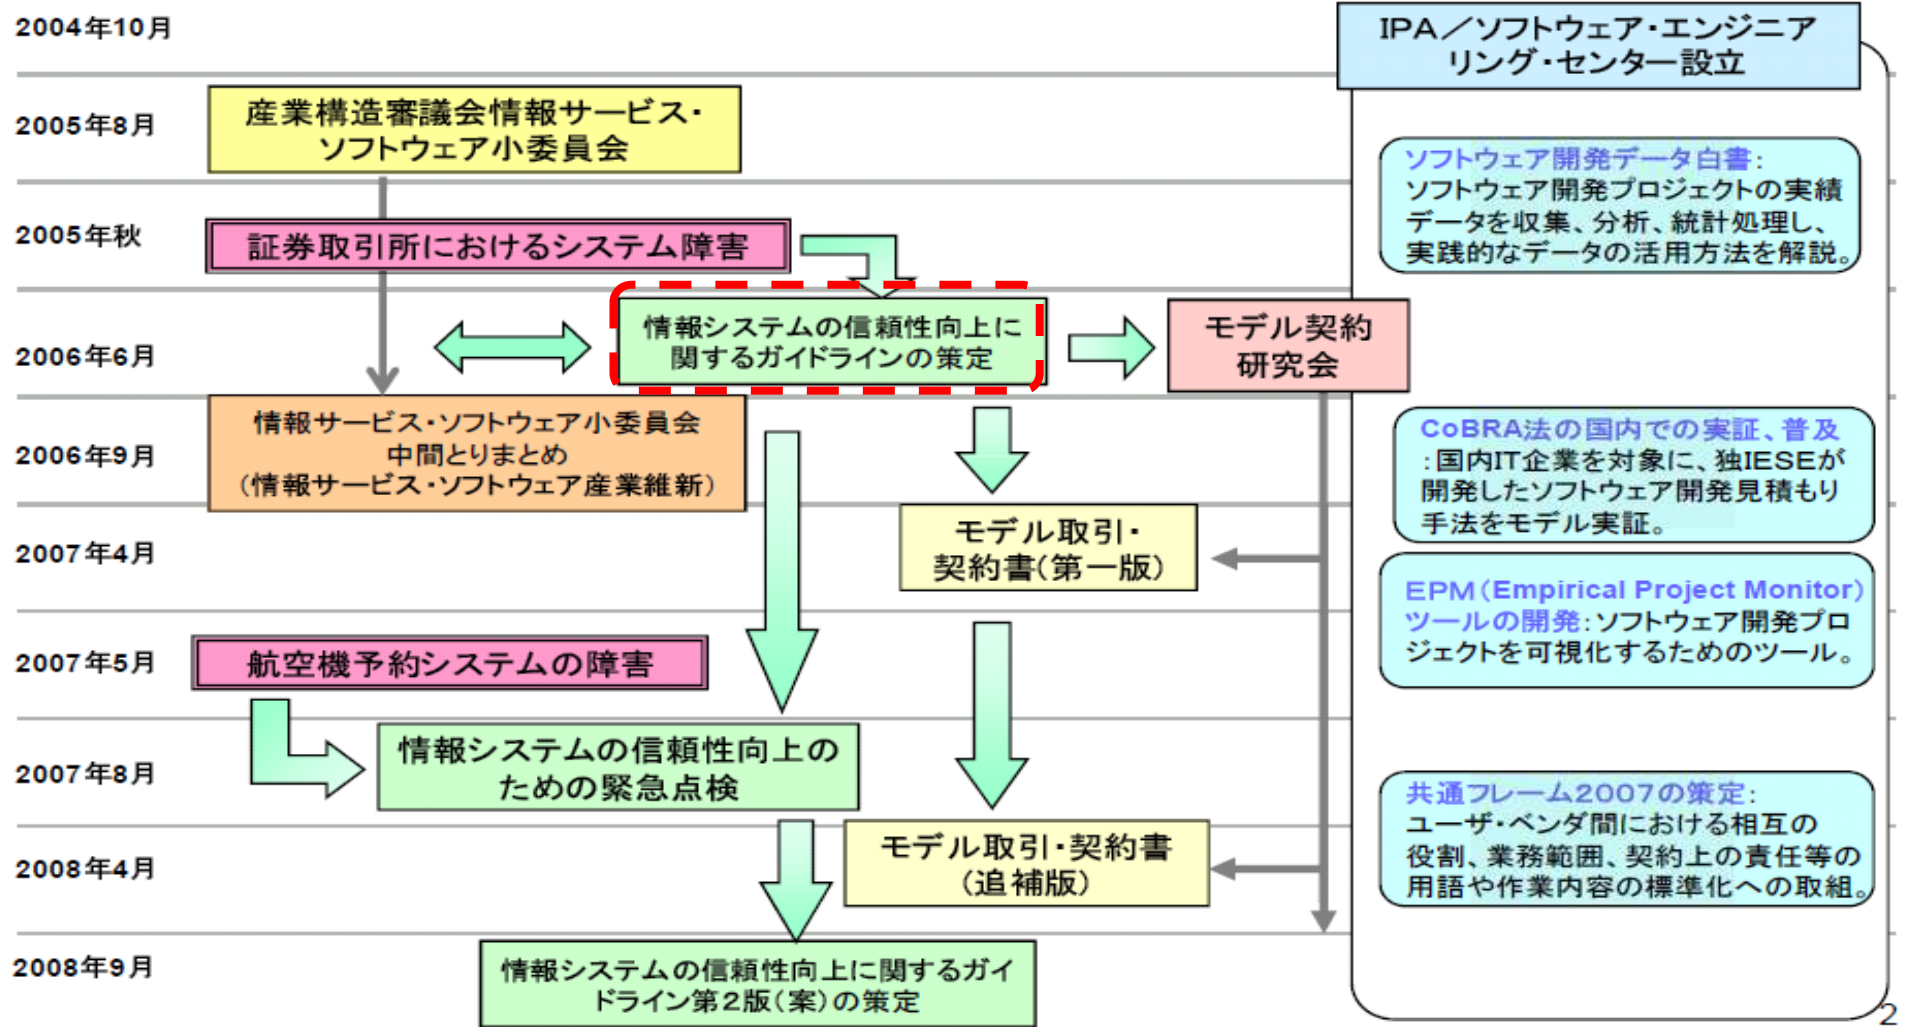 2004年10月
IPA／ソフトウェア・エンジニア
リング・センター設立
2005年8月
産業構造審議会情報サービス・
ソフトウェア小委員会
ソフトウェア開発データ白書：
ソフトウェア開発プロジェクトの実績
データを収集、分析、統計処理し、
実践的なデータの活用方法を解説。
2005年秋
証券取引所におけるシステム障害
2006年6月
情報システムの信頼性向上に
関するガイドラインの策定
モデル契約
研究会
2006年9月
情報サービス・ソフトウェア小委員会
中間とりまとめ
（情報サービス・ソフトウェア産業維新）
CoBRA法の国内での実証、普及
：国内IT企業を対象に、独IESEが
開発したソフトウェア開発見積もり
手法をモデル実証。
2007年4月
モデル取引・
契約書（第一版）
EPM（Empirical Project Monitor）
ツールの開発：ソフトウェア開発プロ
ジェクトを可視化するためのツール。
2007年5月
航空機予約システムの障害
2007年8月
情報システムの信頼性向上の
ための緊急点検
共通フレーム2007の策定：
ユーザ・ベンダ間における相互の
役割、業務範囲、契約上の責任等の
用語や作業内容の標準化への取組。
2008年4月
モデル取引・契約書
（追補版）
2008年9月
情報システムの信頼性向上に関するガイ
ドライン第2版（案）の策定
2